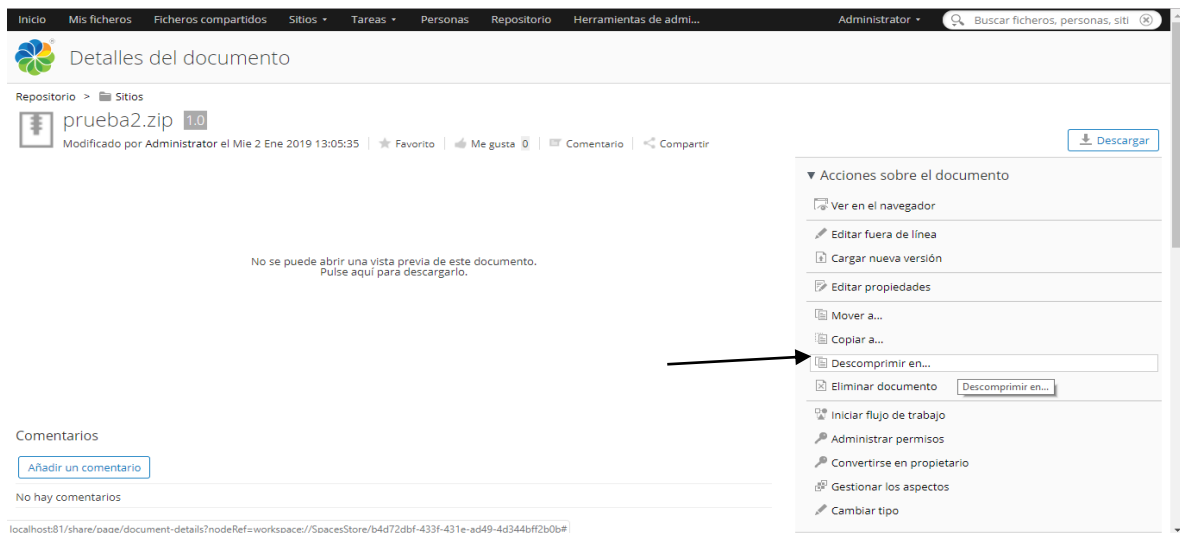 Inicio Mis ficheros Ficheros compartidos Sitios Tareas Personas Repositorio Herramientas de admi... Administrator Buscar ficheros, personas, siti
Detalles del documento
Repositorio > Sitios
prueba2.zip 1.0
Modificado por Administrator el Mie 2 Ene 2019 13:05:35 Favorito Me gusta 0 Comentario Compartir
Descargar
Acciones sobre el documento
Ver en el navegador
Editar fuera de línea
Cargar nueva versión
Editar propiedades
Mover a...
Copiar a...
Descomprimir en...
Eliminar documento
Descomprimir en...
Iniciar flujo de trabajo
Administrar permisos
Convertirse en propietario
Gestionar los aspectos
Cambiar tipo
No se puede abrir una vista previa de este documento.
Pulse aquí para descargarlo.
Comentarios
Añadir un comentario
No hay comentarios
localhost:81/share/page/document-details?nodeRef=workspace://SpacesStore/b4d72dbf-433f-431e-ad49-4d344bff2b0b#